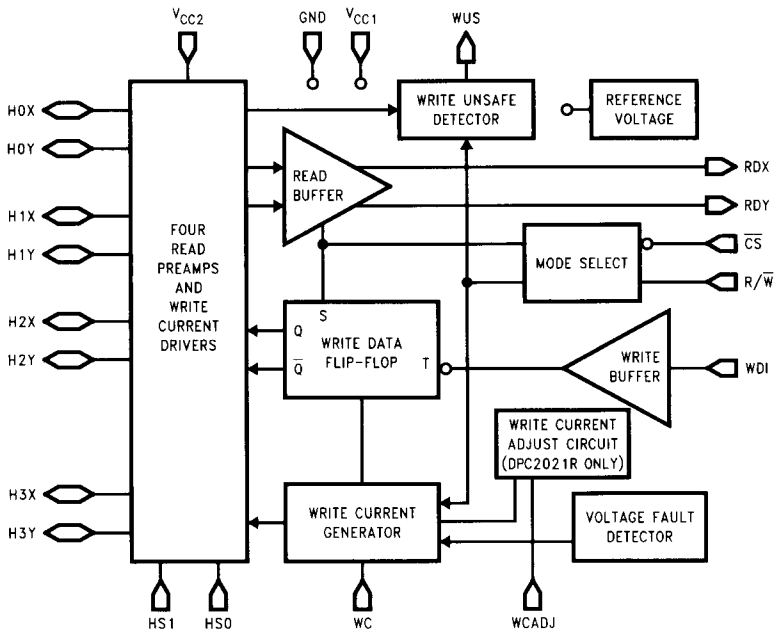 VCC2
GND
VCC1
WUS
H0X
H0Y
H1X
H1Y
H2X
H2Y
H3X
H3Y
FOUR
READ
PREAMPS
AND
WRITE
CURRENT
DRIVERS
WRITE UNSAFE
DETECTOR
REFERENCE
VOLTAGE
READ
BUFFER
RDX
RDY
MODE SELECT
C̅S̅
R/W̅
S
Q
Q̅
WRITE DATA
FLIP-FLOP
T
WRITE
BUFFER
WDI
WRITE CURRENT
ADJUST CIRCUIT
(DPC2021R ONLY)
WRITE CURRENT
GENERATOR
VOLTAGE FAULT
DETECTOR
HS1
HS0
WC
WCADJ